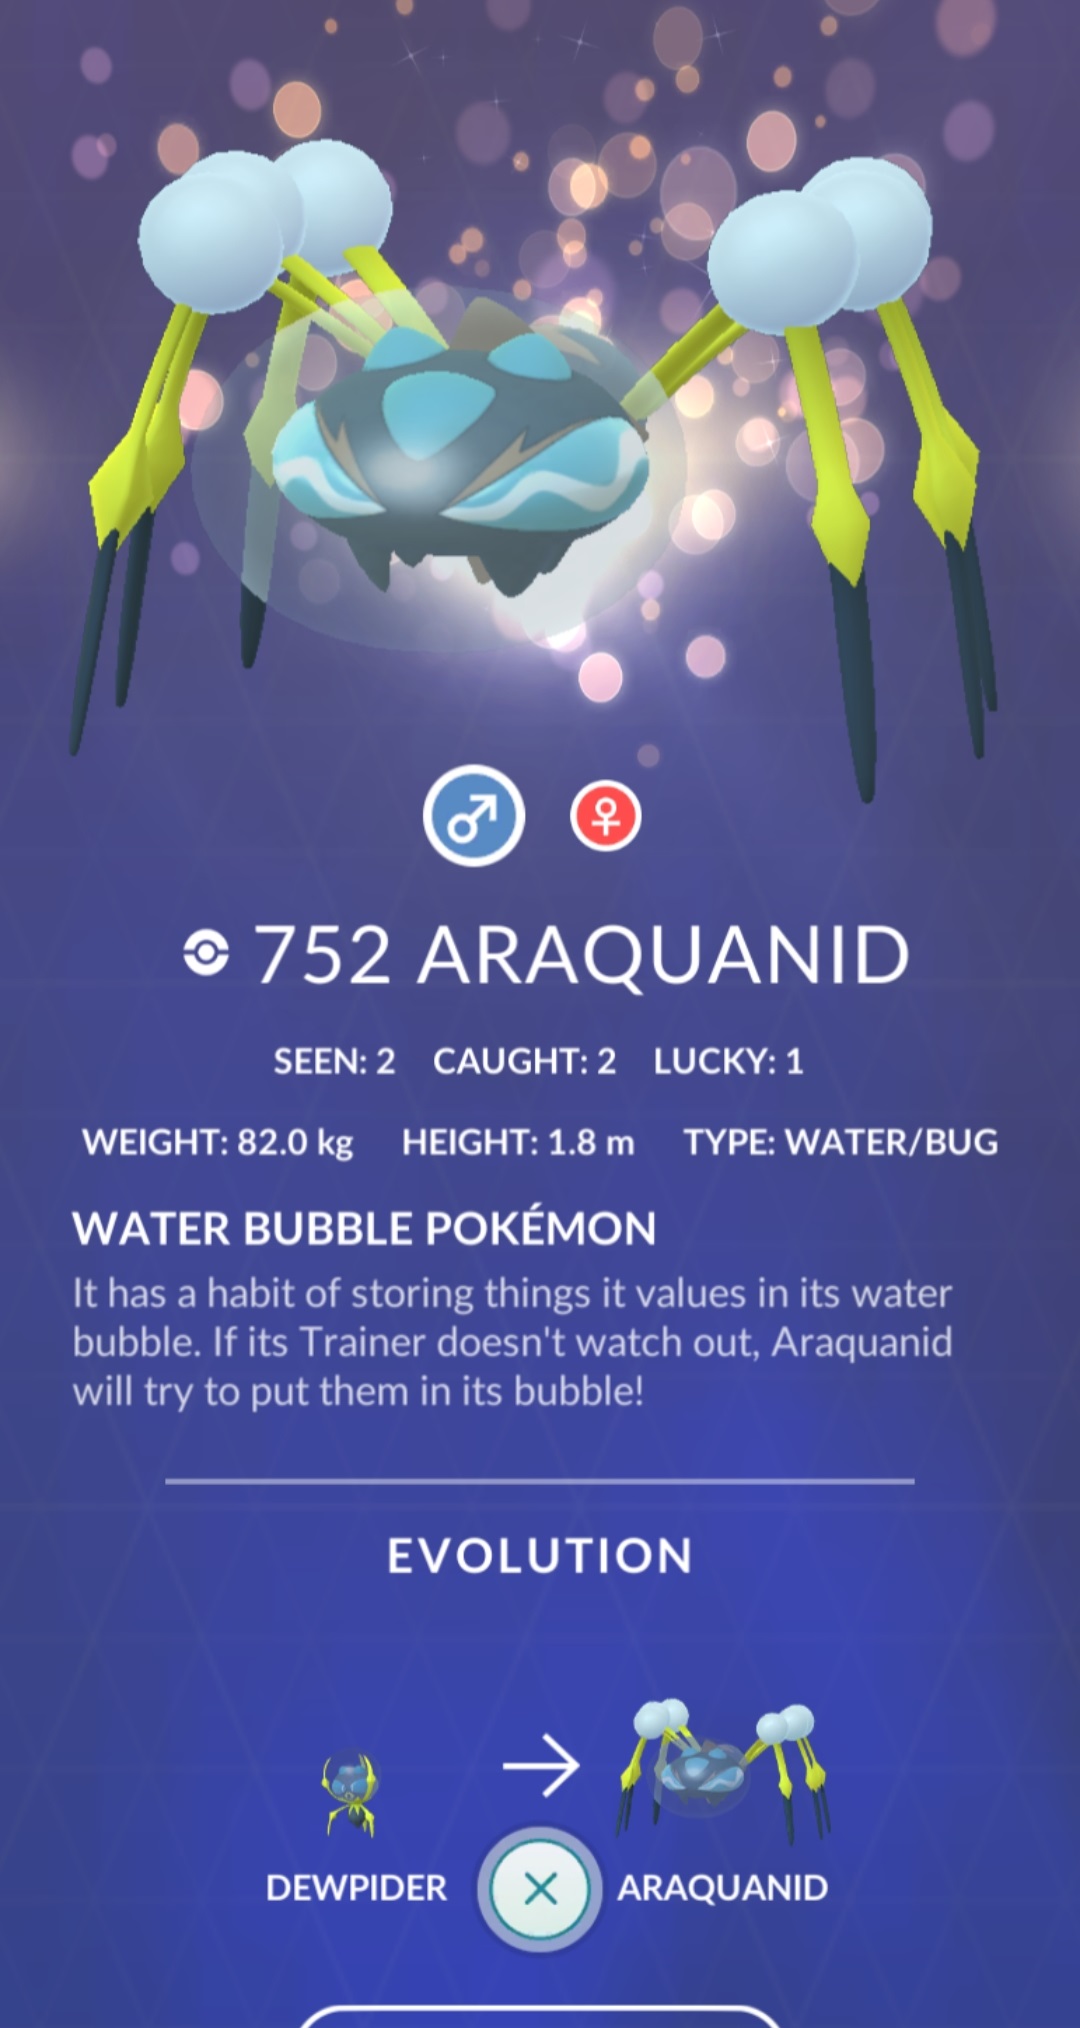 752 ARAQUANID
SEEN: 2 CAUGHT: 2 LUCKY: 1
WEIGHT: 82.0 kg HEIGHT: 1.8 m TYPE: WATER/BUG
WATER BUBBLE POKÉMON
It has a habit of storing things it values in its water
bubble. If its Trainer doesn't watch out, Araquanid
will try to put them in its bubble!
EVOLUTION
DEWPIDER ARAQUANID